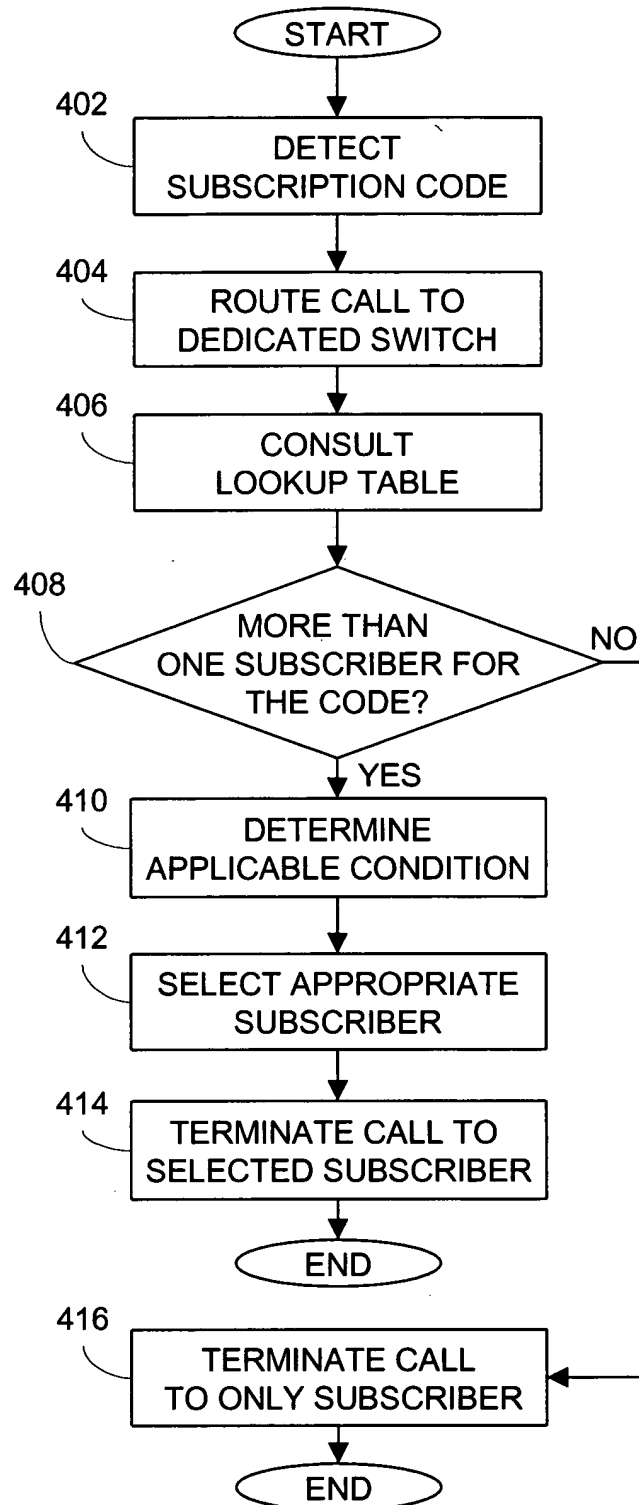 START
402
DETECT
SUBSCRIPTION CODE
404
ROUTE CALL TO
DEDICATED SWITCH
406
CONSULT
LOOKUP TABLE
408
MORE THAN
ONE SUBSCRIBER FOR
THE CODE?
NO
YES
410
DETERMINE
APPLICABLE CONDITION
412
SELECT APPROPRIATE
SUBSCRIBER
414
TERMINATE CALL TO
SELECTED SUBSCRIBER
END
416
TERMINATE CALL
TO ONLY SUBSCRIBER
END